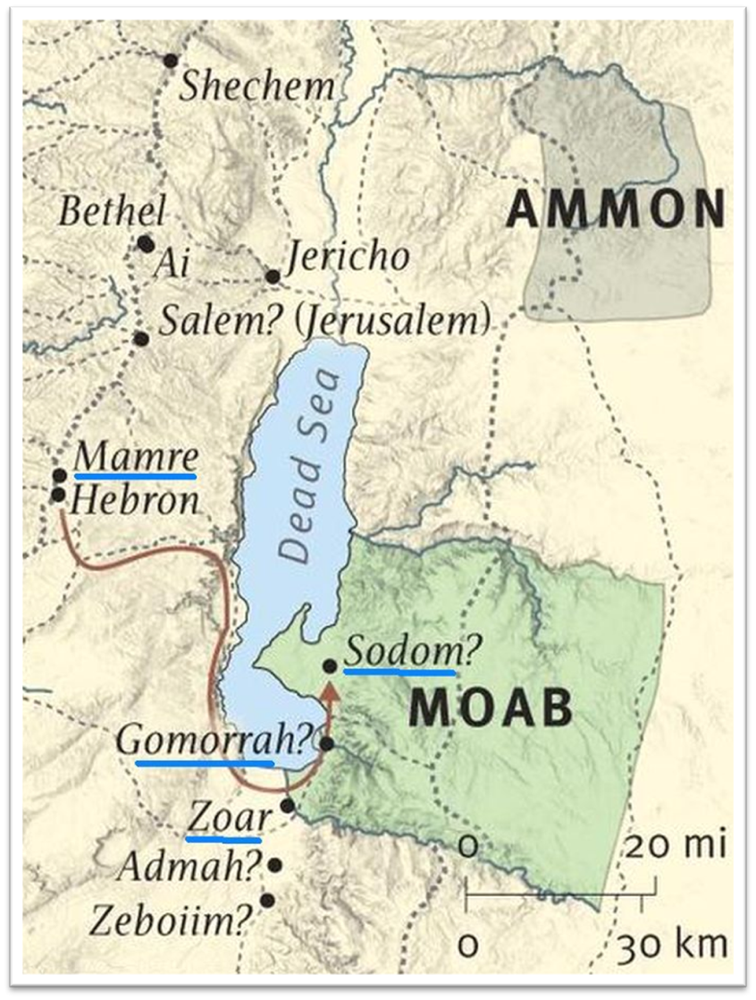 Shechem
AMMON
Bethel
Ai
Jericho
Salem? (Jerusalem)
Dead Sea
Mamre
Hebron
Sodom?
MOAB
Gomorrah?
Zoar
Admah?
Zeboiim?
0 20 mi
0 30 km